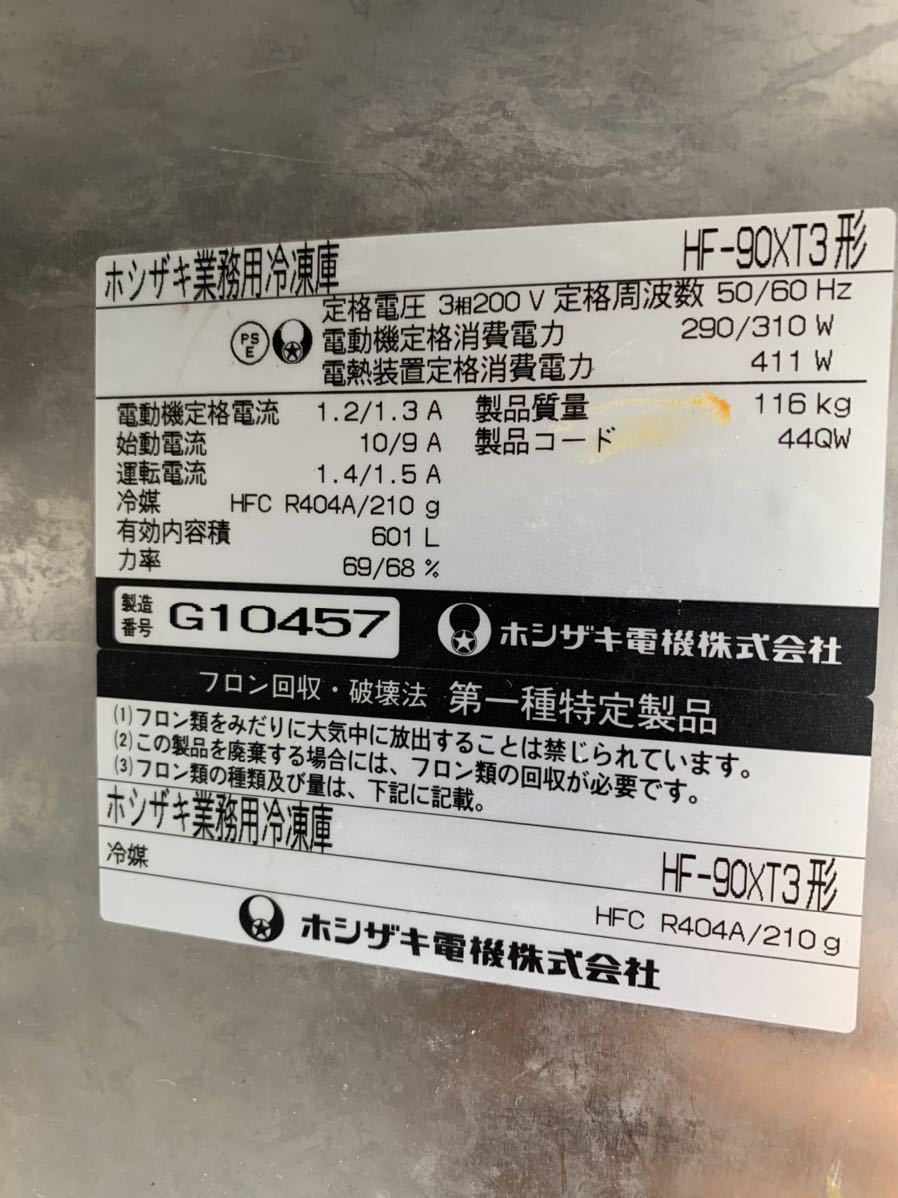 ホシザキ業務用冷凍庫 HF-90XT3形
定格電圧 3相200 V 定格周波数 50/60 Hz
PS E 電動機定格消費電力 290/310 W
電熱装置定格消費電力 411 W
電動機定格電流 1.2/1.3 A 製品質量 116 kg
始動電流 10/9 A 製品コード 44QW
運転電流 1.4/1.5 A
冷媒 HFC R404A/210 g
有効内容積 601 L
力率 69/68 %
製造番号 G10457 ホシザキ電機株式会社
フロン回収・破壊法 第一種特定製品
(1)フロン類をみだりに大気中に放出することは禁じられています。
(2)この製品を廃棄する場合には、フロン類の回収が必要です。
(3)フロン類の種類及び量は、下記に記載。
ホシザキ業務用冷凍庫 HF-90XT3形
冷媒 HFC R404A/210 g
ホシザキ電機株式会社